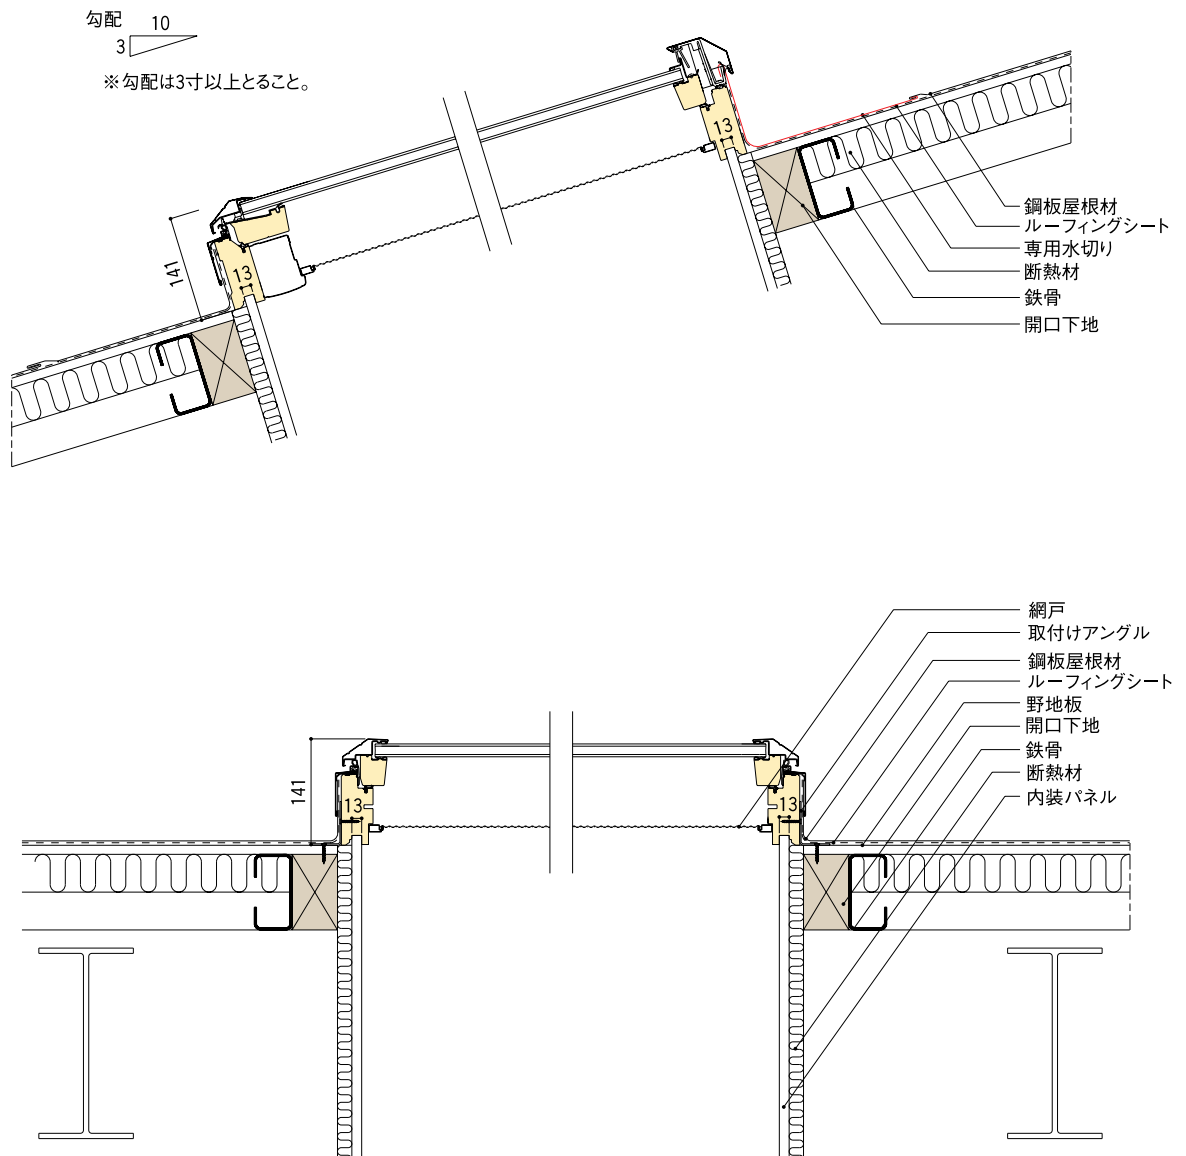 勾配
10
3
※勾配は3寸以上とること。
13
141
13
鋼板屋根材
ルーフィングシート
専用水切り
断熱材
鉄骨
開口下地
網戸
取付けアングル
鋼板屋根材
ルーフィングシート
野地板
開口下地
鉄骨
断熱材
内装パネル
141
13
13